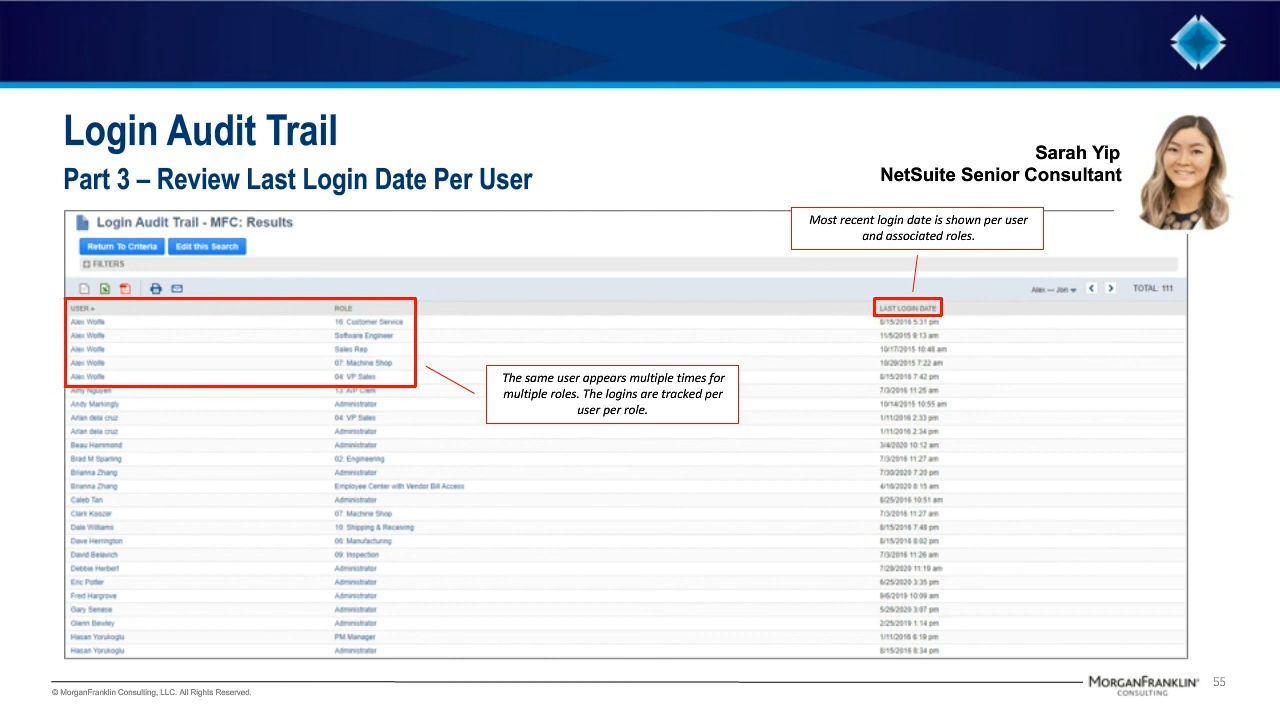 Login Audit Trail
Part 3 – Review Last Login Date Per User
Sarah Yip
NetSuite Senior Consultant
Most recent login date is shown per user
and associated roles.
Login Audit Trail - MFC: Results
Return To Criteria Edit this Search
FILTERS
Alex — Jon TOTAL: 111
USER ROLE LAST LOGIN DATE
Alex Wolfe 16: Customer Service 8/15/2016 5:31 pm
Alex Wolfe Software Engineer 11/5/2015 9:13 am
Alex Wolfe Sales Rep 10/17/2015 10:48 am
Alex Wolfe 07: Machine Shop 10/29/2015 7:22 am
Alex Wolfe 04: VP Sales 8/15/2016 7:42 pm
Amy Nguyen 13: A/P Clerk 7/3/2016 11:25 am
Andy Markingly Administrator 10/14/2015 10:55 am
Arlan dela cruz 04: VP Sales 1/11/2016 2:33 pm
Arlan dela cruz Administrator 1/11/2016 2:34 pm
Beau Hammond Administrator 3/4/2020 10:12 am
Brad M Sparling 02: Engineering 7/3/2016 11:27 am
Brianna Zhang Administrator 7/30/2020 7:20 pm
Brianna Zhang Employee Center with Vendor Bill Access 4/16/2020 8:15 am
Caleb Tan Administrator 8/25/2016 10:51 am
Clark Koozer 07: Machine Shop 7/3/2016 11:27 am
Dale Williams 10: Shipping & Receiving 8/15/2016 7:48 pm
Dave Herrington 06: Manufacturing 8/15/2016 8:02 pm
David Belavich 09: Inspection 7/3/2016 11:26 am
Debbie Herbert Administrator 7/29/2020 11:19 am
Eric Potter Administrator 6/25/2020 3:35 pm
Fred Hargrove Administrator 9/6/2019 10:09 am
Gary Senese Administrator 5/26/2020 3:07 pm
Glenn Bewley Administrator 2/25/2019 1:14 pm
Hasan Yorukoglu PM Manager 1/11/2016 6:19 pm
Hasan Yorukoglu Administrator 8/15/2016 8:34 pm
The same user appears multiple times for
multiple roles. The logins are tracked per
user per role.
© MorganFranklin Consulting, LLC. All Rights Reserved.
MORGANFRANKLIN
CONSULTING
55